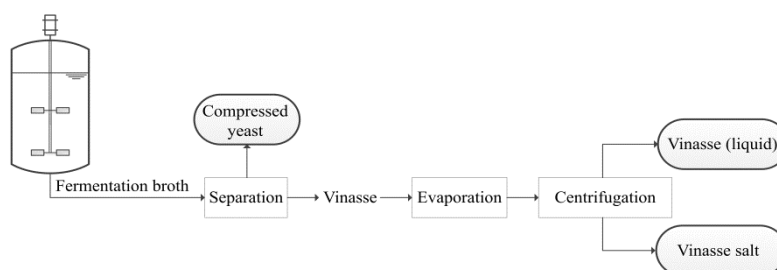 Compressed
yeast
Vinasse (liquid)
Fermentation broth
Separation
Vinasse
Evaporation
Centrifugation
Vinasse salt